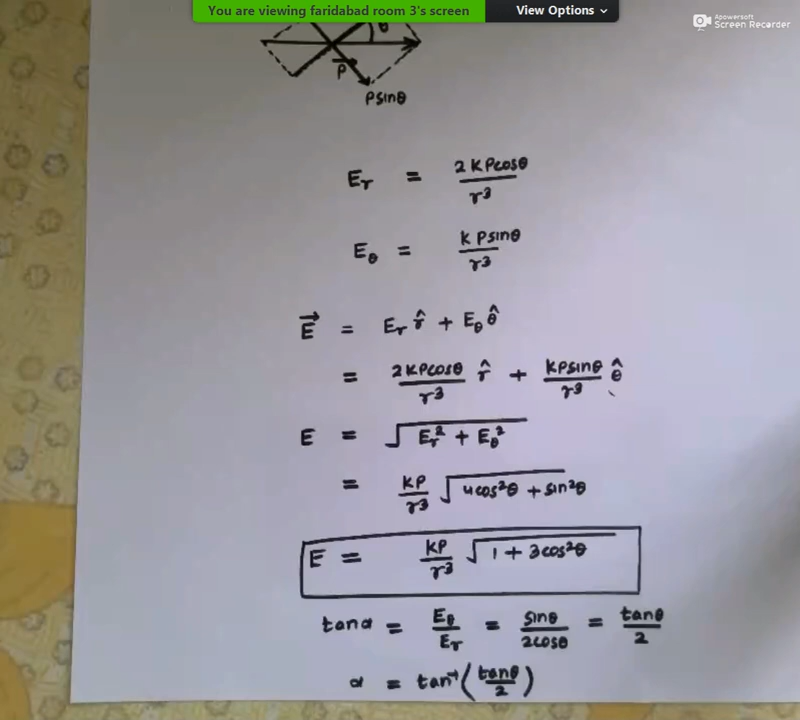 You are viewing faridabad room 3's screen View Options
Apowersoft
Screen Recorder
θ
P
Psinθ
Er = 2KPcosθ / r³
Eθ = KPsinθ / r³
E⃗ = Er r̂ + Eθ θ̂
= 2KPcosθ / r³ r̂ + KPsinθ / r³ θ̂
E = √(Er² + Eθ²)
= KP / r³ √(4cos²θ + sin²θ)
E = KP / r³ √(1 + 3cos²θ)
tanα = Eθ / Er = sinθ / 2cosθ = tanθ / 2
α = tan⁻¹(tanθ / 2)